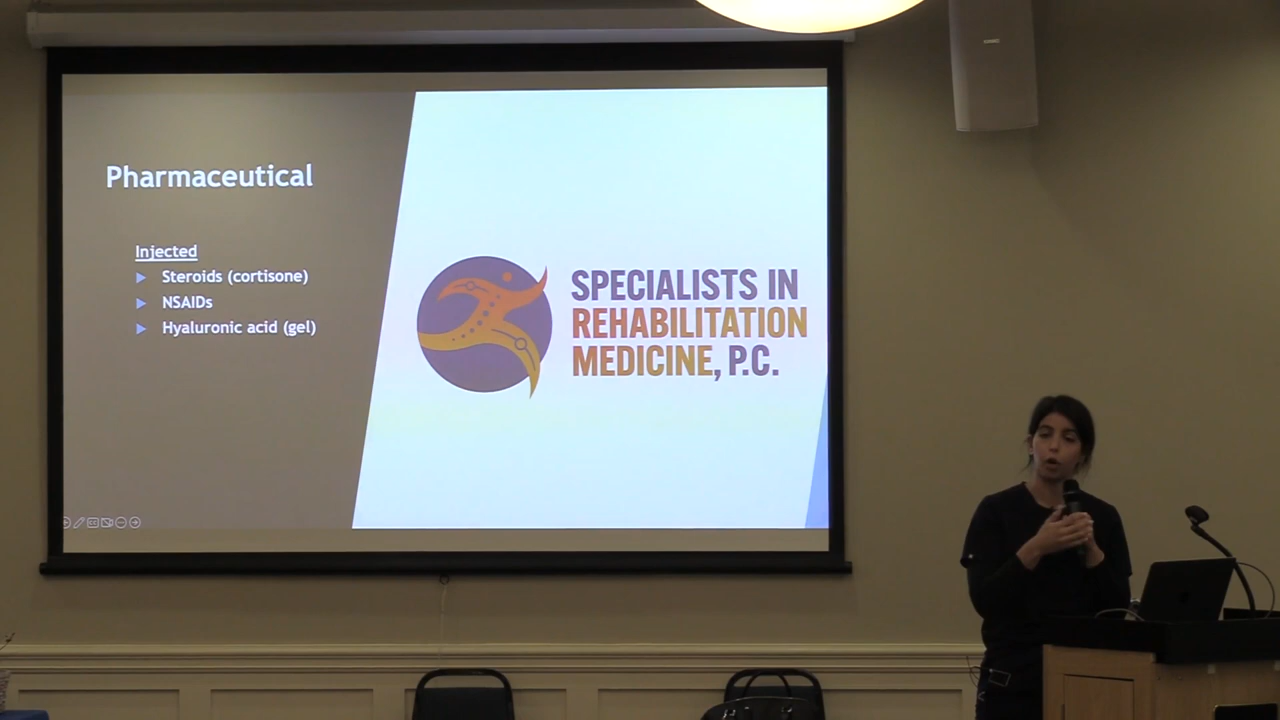 Pharmaceutical
Injected
Steroids (cortisone)
NSAIDs
Hyaluronic acid (gel)
SPECIALISTS IN
REHABILITATION
MEDICINE, P.C.